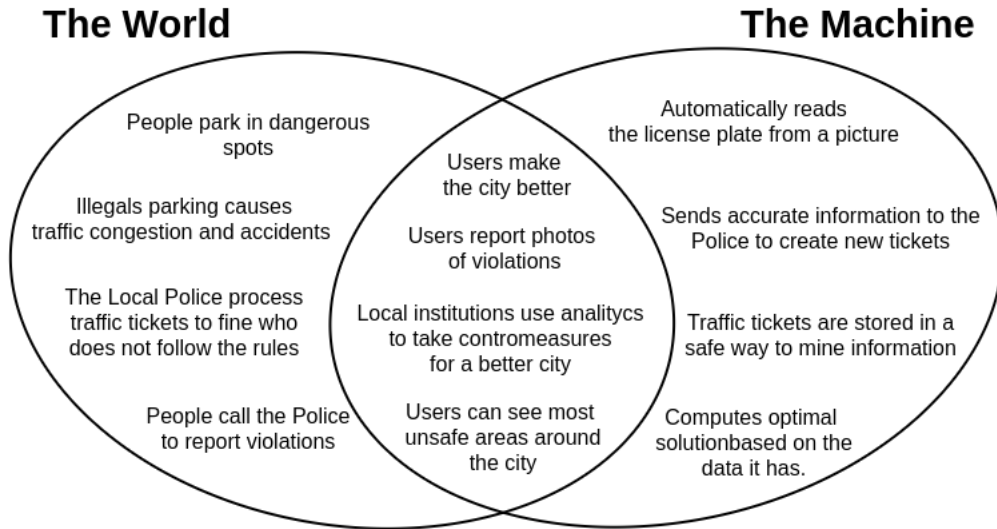 The World
The Machine
People park in dangerous
spots
Illegals parking causes
traffic congestion and accidents
The Local Police process
traffic tickets to fine who
does not follow the rules
People call the Police
to report violations
Users make
the city better
Users report photos
of violations
Local institutions use analitycs
to take contromeasures
for a better city
Users can see most
unsafe areas around
the city
Automatically reads
the license plate from a picture
Sends accurate information to the
Police to create new tickets
Traffic tickets are stored in a
safe way to mine information
Computes optimal
solutionbased on the
data it has.